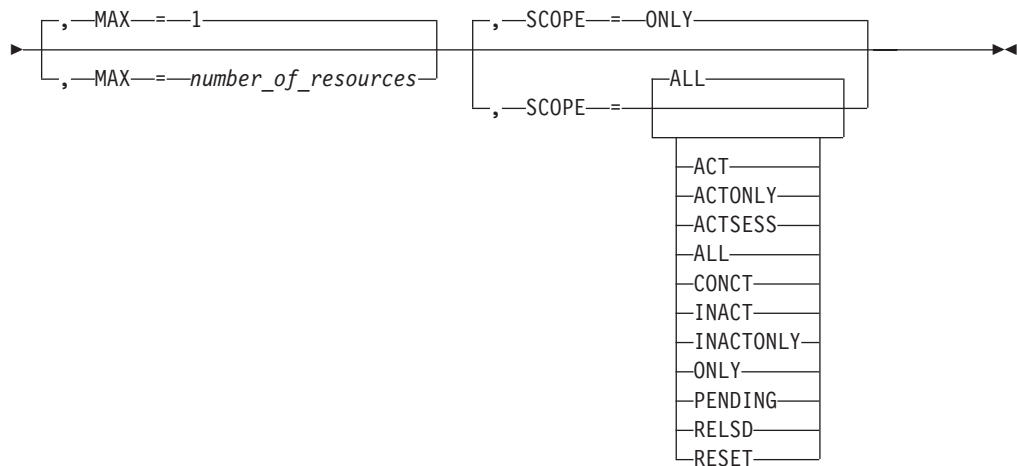 , MAX = 1
, MAX = number_of_resources
, SCOPE = ONLY
, SCOPE =
ALL
ACT
ACTONLY
ACTSESS
ALL
CONCT
INACT
INACTONLY
ONLY
PENDING
RELSD
RESET